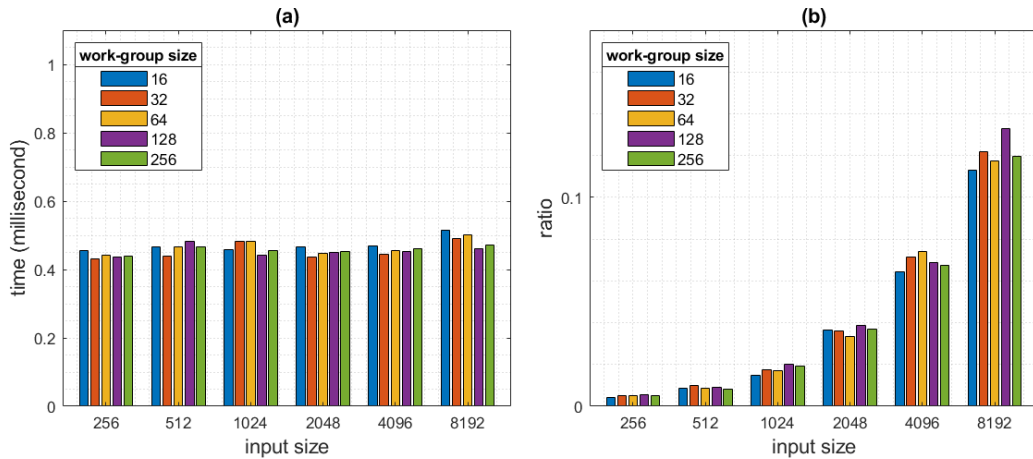 (a)
work-group size
16
32
64
128
256
1
0.8
0.6
0.4
0.2
0
time (millisecond)
256 512 1024 2048 4096 8192
input size
(b)
work-group size
16
32
64
128
256
0.1
0
ratio
256 512 1024 2048 4096 8192
input size